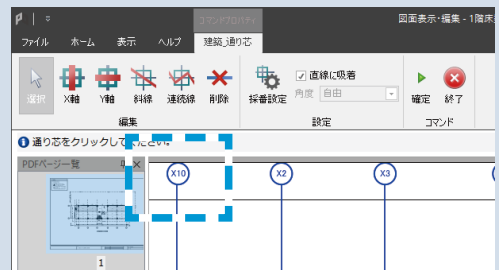 コマンドプロパティ
図面表示・編集 - 1階床
ファイル ホーム 表示 ヘルプ 建築_通り芯
選択 X軸 Y軸 斜線 連続線 削除 採番設定 確定 終了
直線に吸着
角度 自由
編集 設定 コマンド
通り芯をクリックしてください。
PDFページ一覧
X10 X2 X3
1